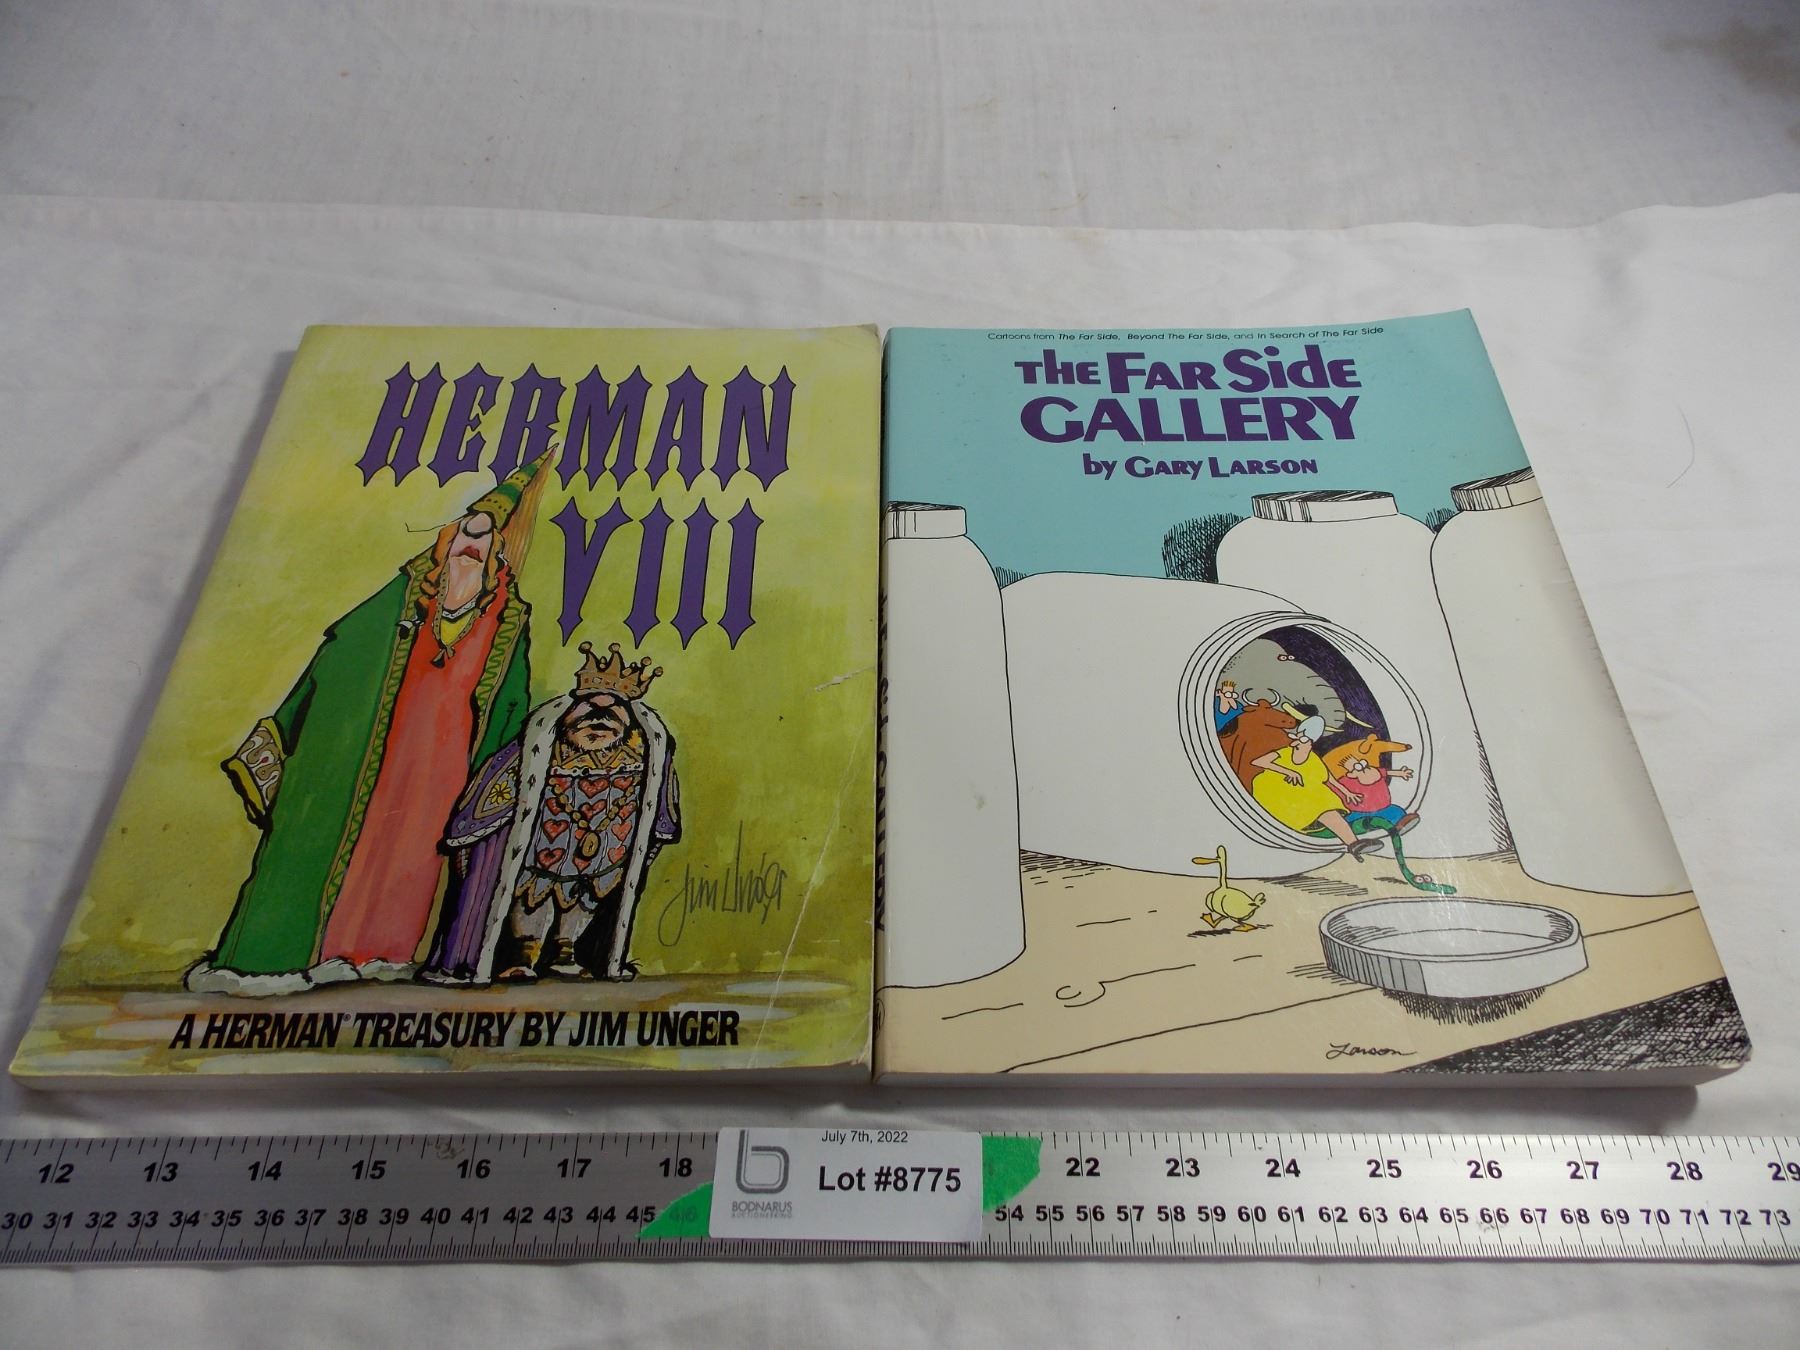 HERMAN
VIII
Jim Unger
A HERMAN® TREASURY BY JIM UNGER
Cartoons from The Far Side, Beyond The Far Side, and In Search of The Far Side
THE FAR SIDE
GALLERY
by GARY LARSON
Larson
July 7th, 2022
Lot #8775
BODNARUS
AUCTIONEERING
12 13 14 15 16 17 18 22 23 24 25 26 27 28 29
30 31 32 33 34 35 36 37 38 39 40 41 42 43 44 45 46 54 55 56 57 58 59 60 61 62 63 64 65 66 67 68 69 70 71 72 73